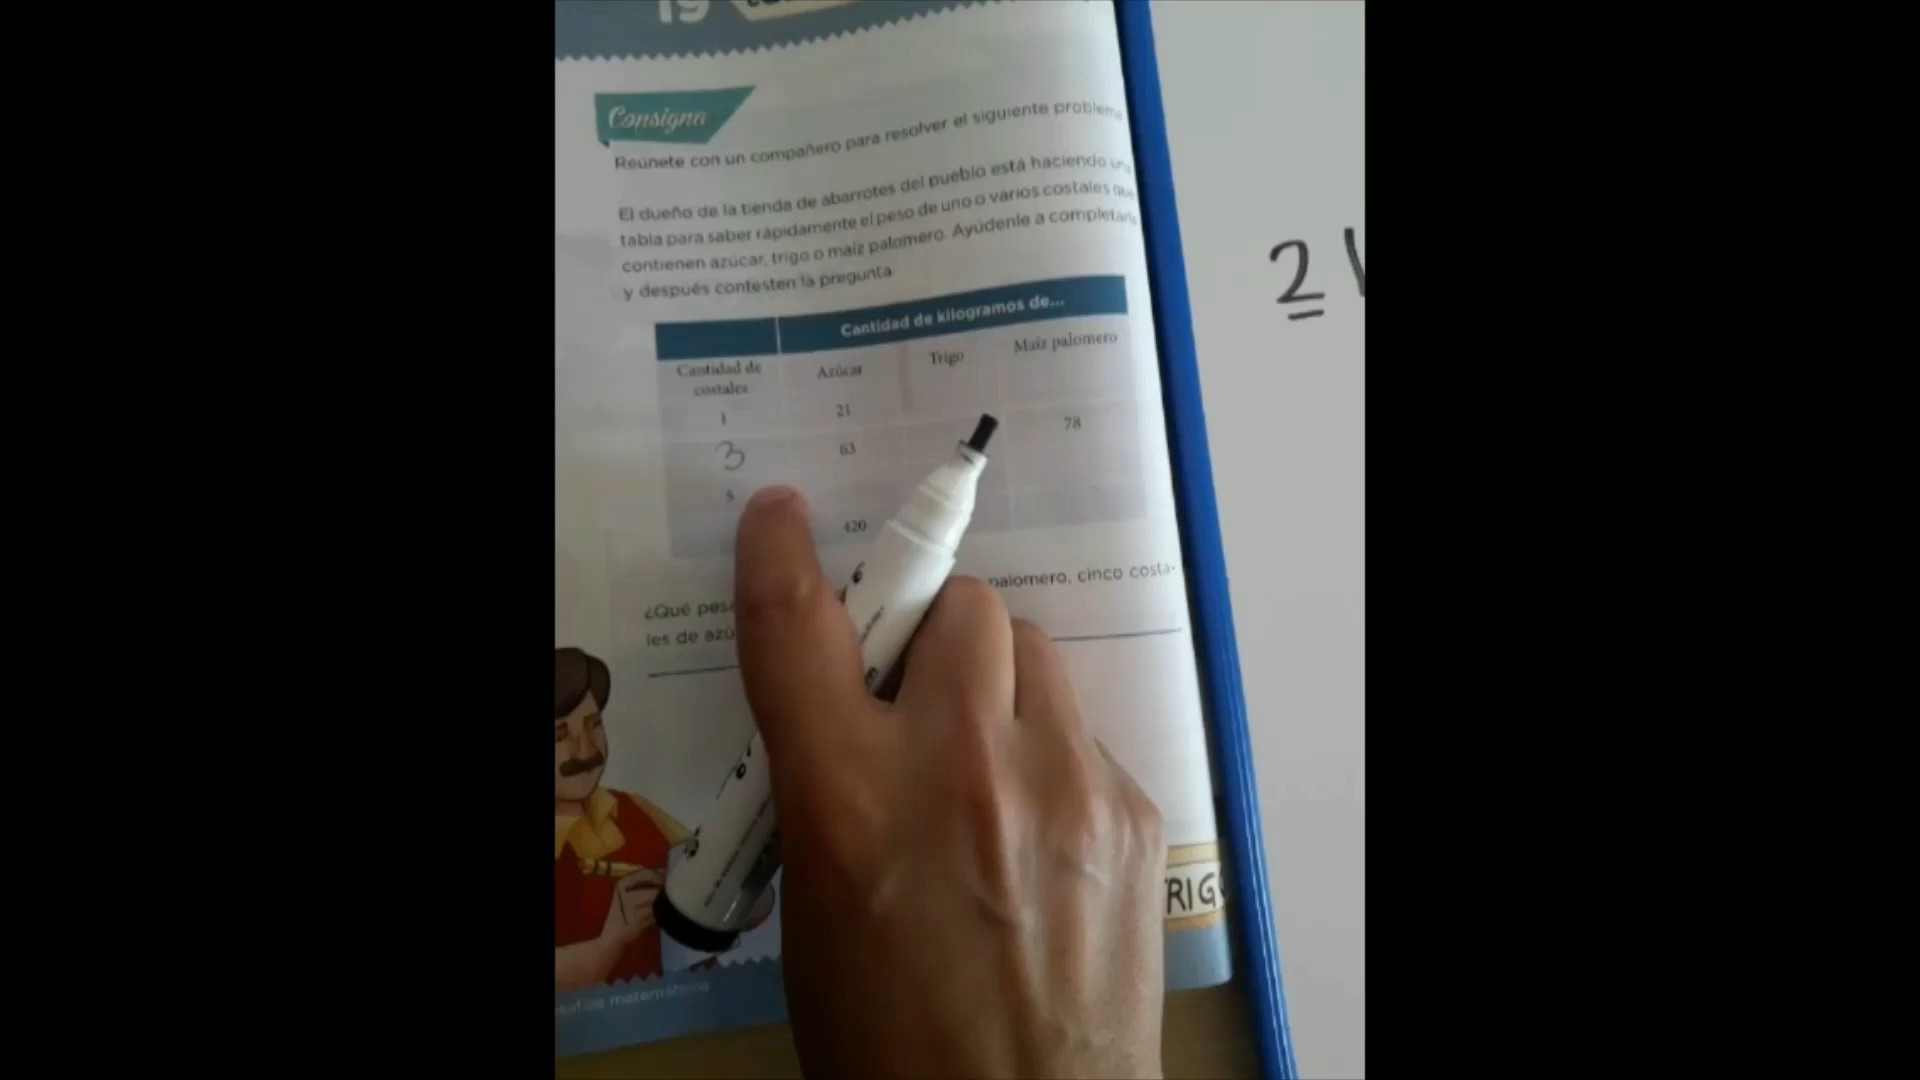 19
Consigna
Reúnete con un compañero para resolver el siguiente problema
El dueño de la tienda de abarrotes del pueblo está haciendo una
tabla para saber rápidamente el peso de uno o varios costales que
contienen azúcar, trigo o maíz palomero. Ayúdenle a completarla
y después contesten la pregunta.
Cantidad de kilogramos de...
Cantidad de costales Azúcar Trigo Maíz palomero
1 21
78
3 63
5
420
¿Qué pesa palomero, cinco costa-
les de azú
2
TRIGO
safíos matemáticos